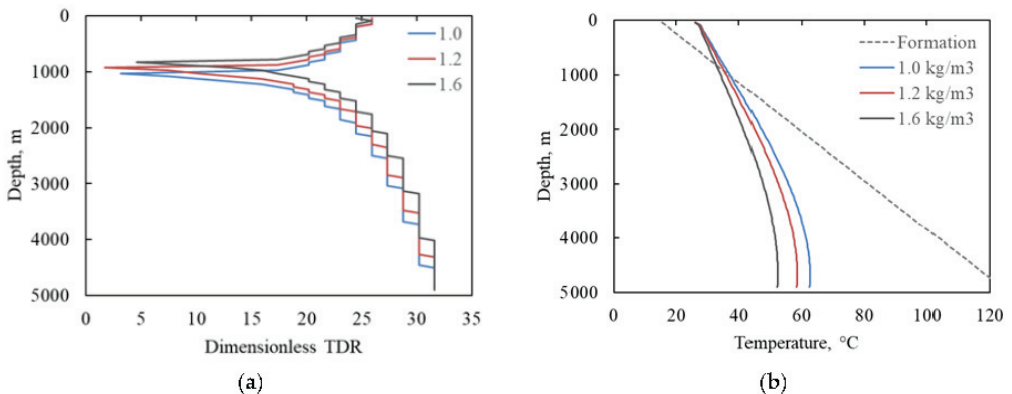 0
1.0
1.2
1.6
1000
2000
3000
4000
5000
Depth, m
0 5 10 15 20 25 30 35
Dimensionless TDR
(a)
0
Formation
1.0 kg/m3
1.2 kg/m3
1.6 kg/m3
1000
2000
3000
4000
5000
Depth, m
0 20 40 60 80 100 120
Temperature, °C
(b)